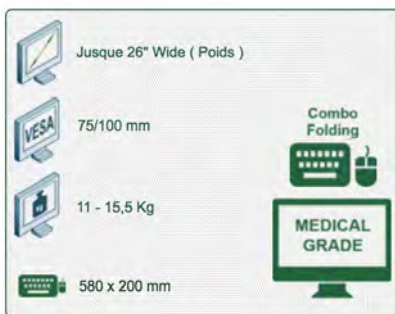 Jusque 26" Wide ( Poids )
VESA
75/100 mm
11 - 15,5 Kg
580 x 200 mm
Combo
Folding
MEDICAL
GRADE